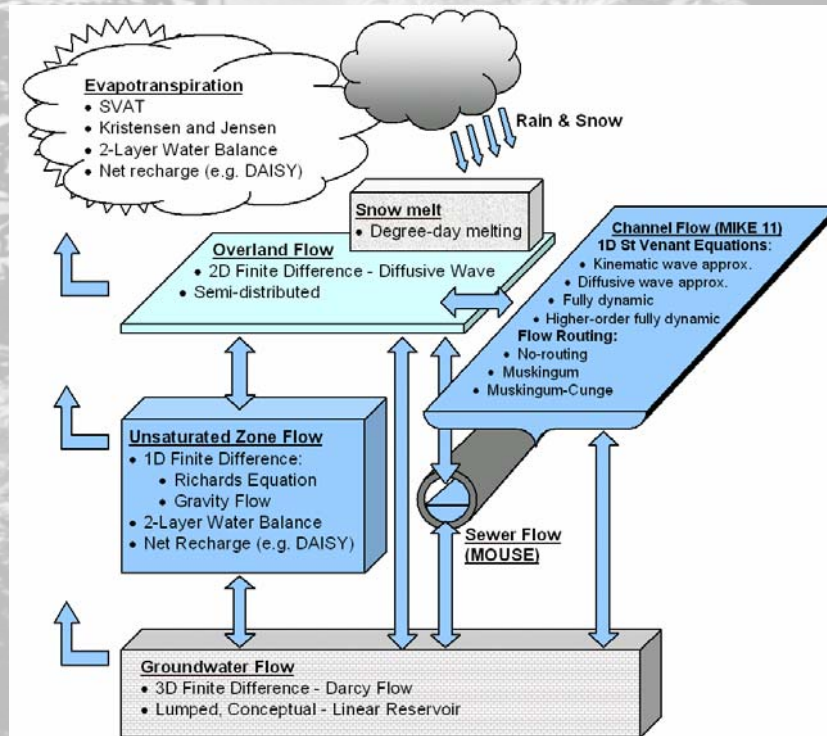 Evapotranspiration
• SVAT
• Kristensen and Jensen
• 2-Layer Water Balance
• Net recharge (e.g. DAISY)
Rain & Snow
Snow melt
• Degree-day melting
Overland Flow
• 2D Finite Difference - Diffusive Wave
• Semi-distributed
Channel Flow (MIKE 11)
1D St Venant Equations:
• Kinematic wave approx.
• Diffusive wave approx.
• Fully dynamic
• Higher-order fully dynamic
Flow Routing:
• No-routing
• Muskingum
• Muskingum-Cunge
Unsaturated Zone Flow
• 1D Finite Difference:
• Richards Equation
• Gravity Flow
• 2-Layer Water Balance
• Net Recharge (e.g. DAISY)
Sewer Flow
(MOUSE)
Groundwater Flow
• 3D Finite Difference - Darcy Flow
• Lumped, Conceptual - Linear Reservoir